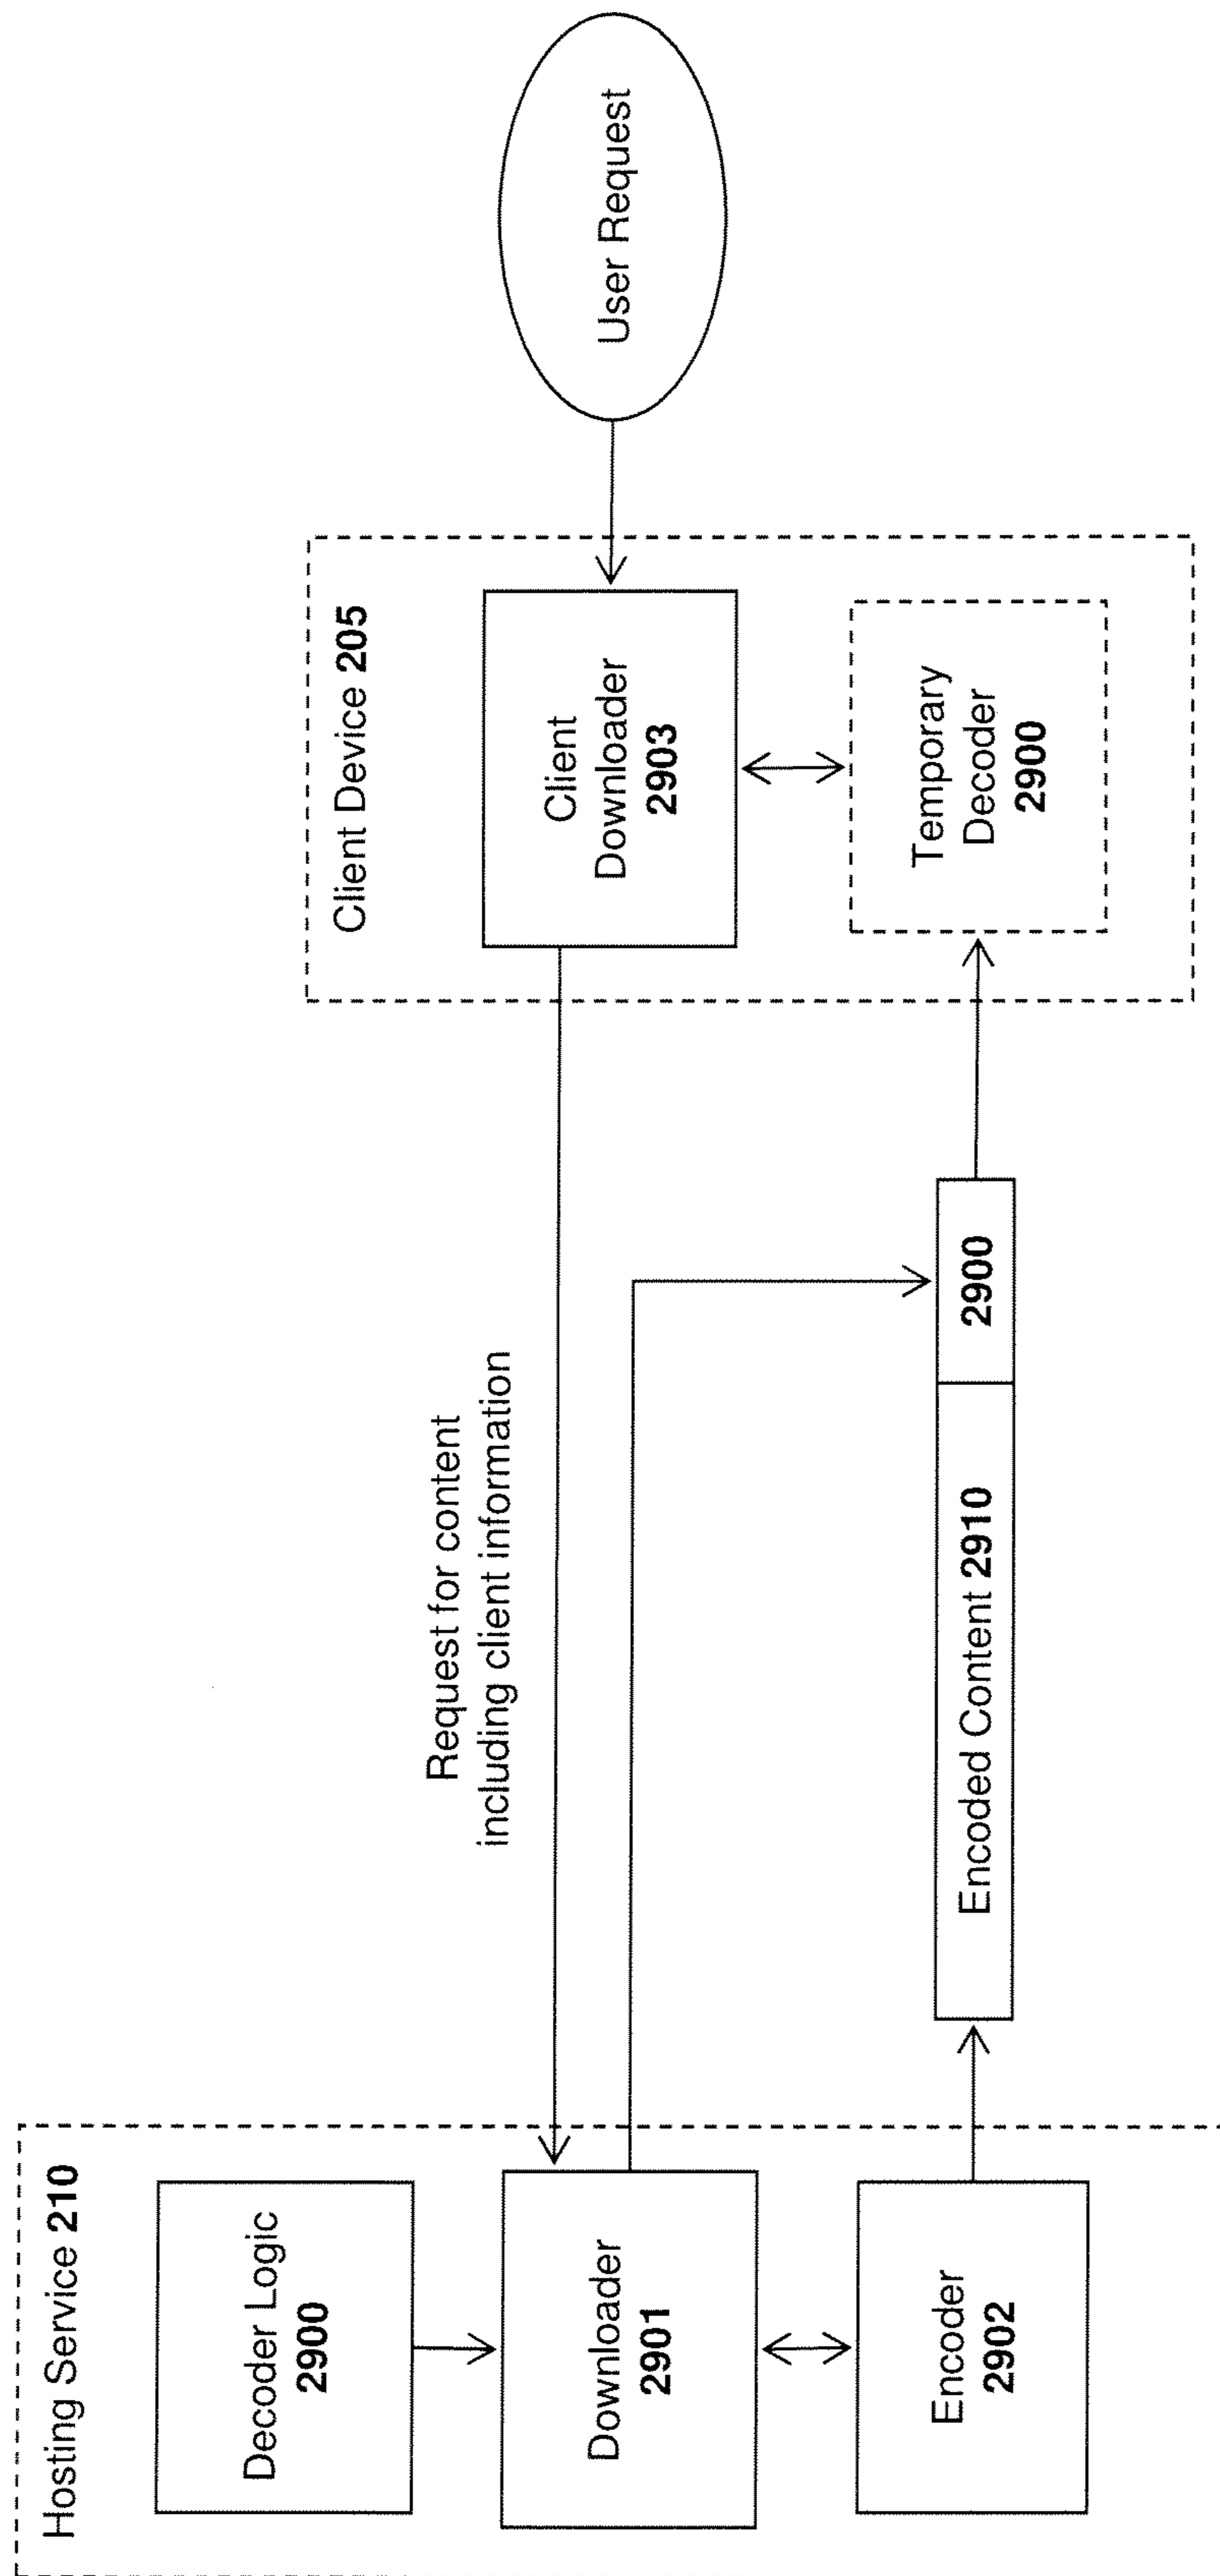 Hosting Service 210
Decoder Logic
2900
Downloader
2901
Encoder
2902
Request for content
including client information
Encoded Content 2910
2900
Client Device 205
Client
Downloader
2903
Temporary
Decoder
2900
User Request